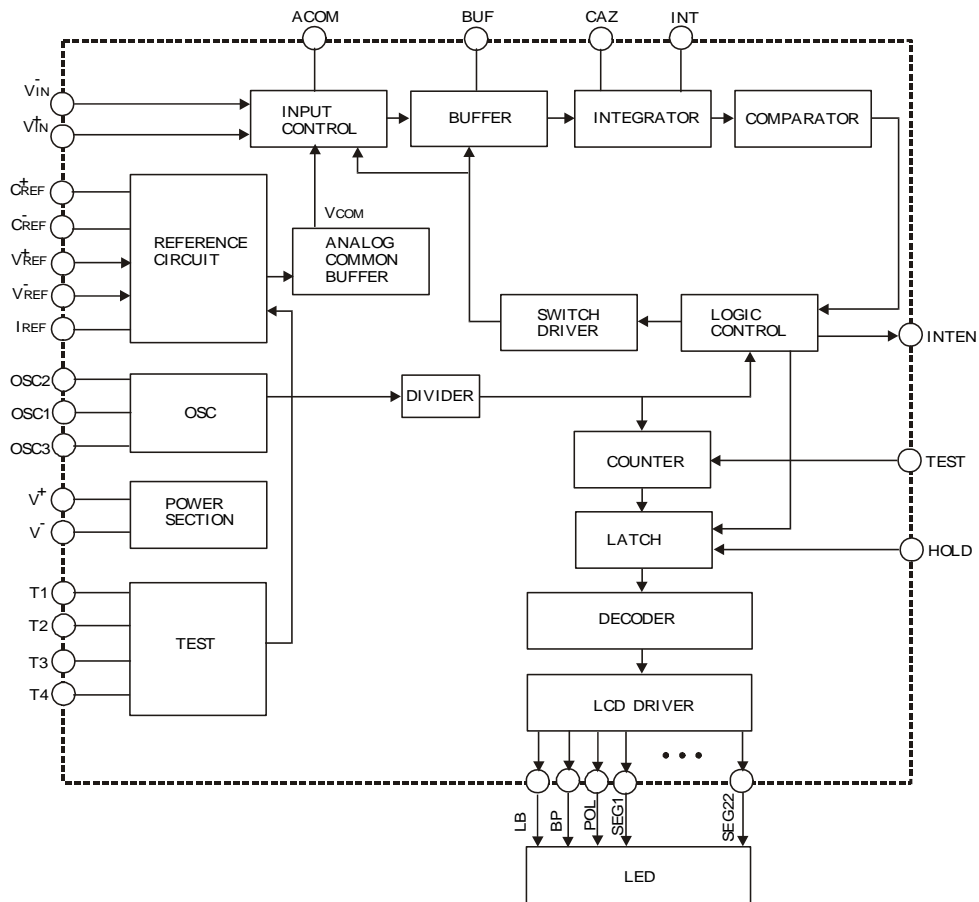 ACOM
BUF
CAZ
INT
V-IN
V+IN
INPUT
CONTROL
BUFFER
INTEGRATOR
COMPARATOR
C+REF
C-REF
V+REF
V-REF
IREF
REFERENCE
CIRCUIT
VCOM
ANALOG
COMMON
BUFFER
SWITCH
DRIVER
LOGIC
CONTROL
INTEN
OSC2
OSC1
OSC3
OSC
DIVIDER
COUNTER
TEST
V+
V-
POWER
SECTION
LATCH
HOLD
T1
T2
T3
T4
TEST
DECODER
LCD DRIVER
LB
BP
POL
SEG1
SEG22
LED